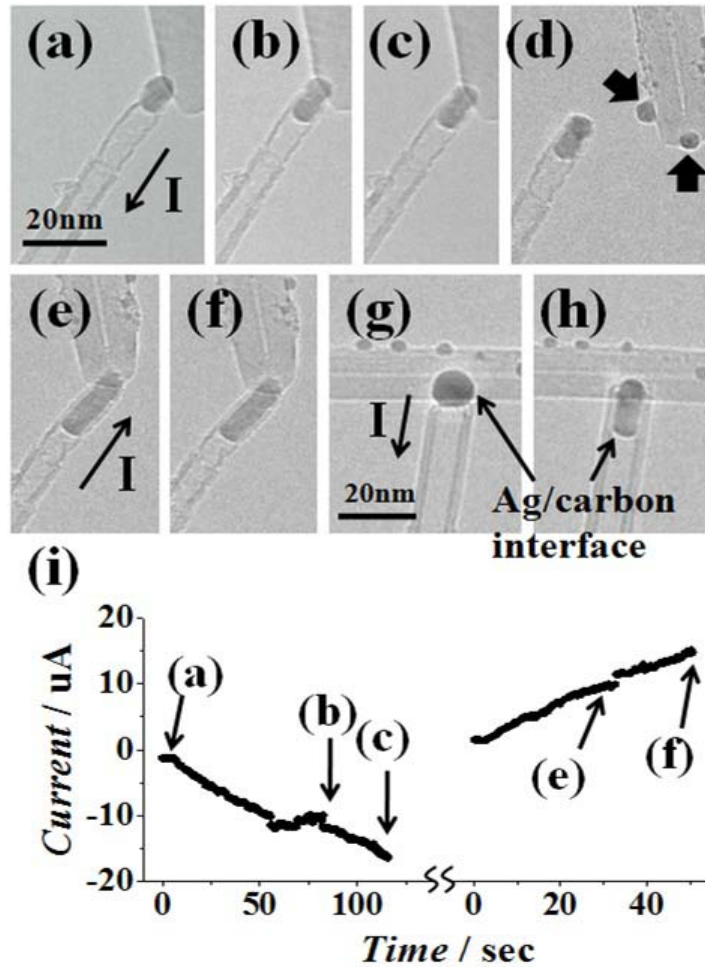 (a) (b) (c) (d)
I
20nm
(e) (f) (g) (h)
I
I
20nm
Ag/carbon
interface
(i)
20
10
0
-10
-20
Current / uA
(a)
(b)
(c)
(e)
(f)
0 50 100 0 20 40
Time / sec